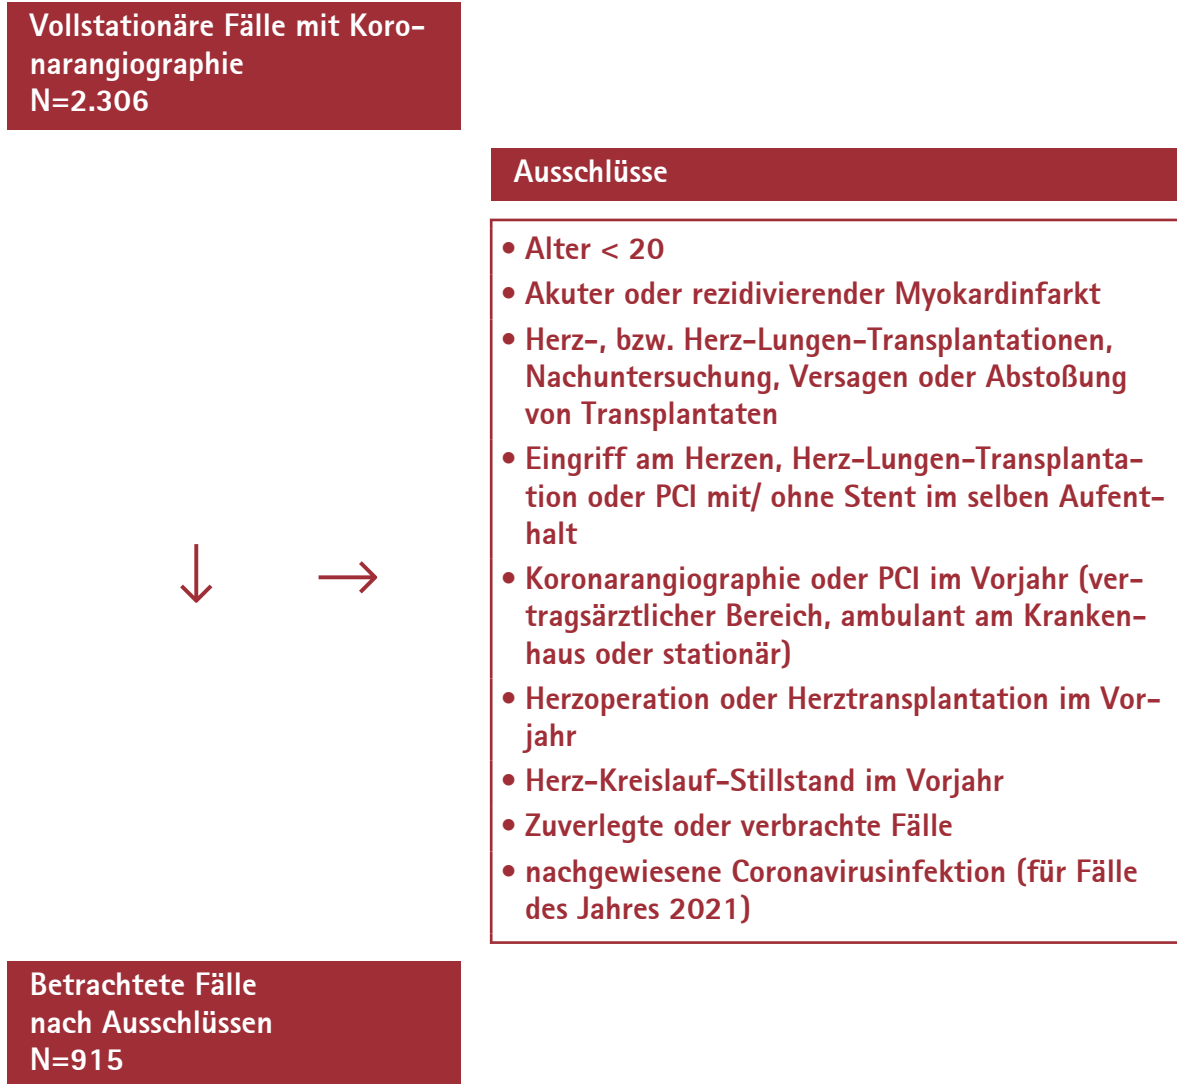 Vollstationäre Fälle mit Koro-
narangiographie
N=2.306
Ausschlüsse
• Alter < 20
• Akuter oder rezidivierender Myokardinfarkt
• Herz-, bzw. Herz-Lungen-Transplantationen,
Nachuntersuchung, Versagen oder Abstoßung
von Transplantaten
• Eingriff am Herzen, Herz-Lungen-Transplanta-
tion oder PCI mit/ ohne Stent im selben Aufent-
halt
• Koronarangiographie oder PCI im Vorjahr (ver-
tragsärztlicher Bereich, ambulant am Kranken-
haus oder stationär)
• Herzoperation oder Herztransplantation im Vor-
jahr
• Herz-Kreislauf-Stillstand im Vorjahr
• Zuverlegte oder verbrachte Fälle
• nachgewiesene Coronavirusinfektion (für Fälle
des Jahres 2021)
Betrachtete Fälle
nach Ausschlüssen
N=915